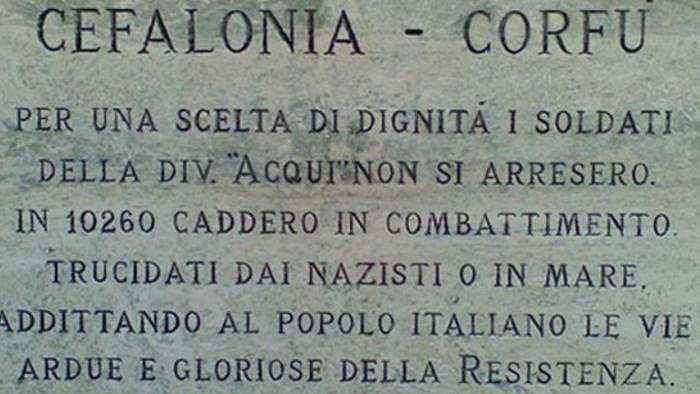 CEFALONIA - CORFÙ
PER UNA SCELTA DI DIGNITÀ I SOLDATI
DELLA DIV. "ACQUI" NON SI ARRESERO.
IN 10260 CADDERO IN COMBATTIMENTO.
TRUCIDATI DAI NAZISTI O IN MARE,
ADDITTANDO AL POPOLO ITALIANO LE VIE
ARDUE E GLORIOSE DELLA RESISTENZA.